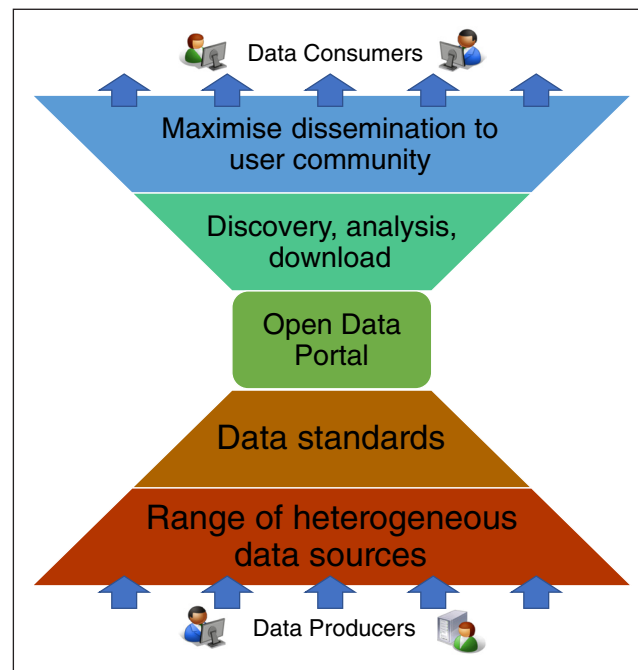 Data Consumers
Maximise dissemination to
user community
Discovery, analysis,
download
Open Data
Portal
Data standards
Range of heterogeneous
data sources
Data Producers